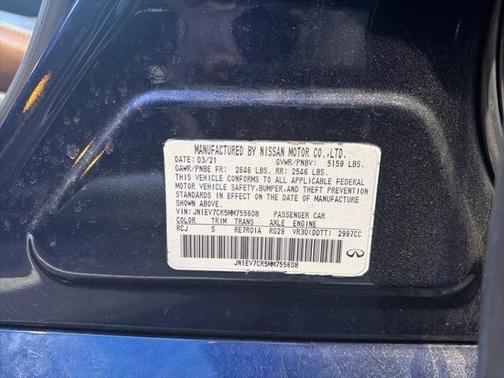 MANUFACTURED BY NISSAN MOTOR CO.,LTD.
DATE: 03/21 GVWR/PNBV: 5159 LBS.
GAWR/PNBE FR: 2646 LBS. RR: 2546 LBS.
THIS VEHICLE CONFORMS TO ALL APPLICABLE FEDERAL
MOTOR VEHICLE SAFETY,BUMPER,AND THEFT PREVENTION
STANDARDS IN EFFECT ON THE DATE OF MANUFACTURE
SHOWN ABOVE.
VIN: JN1EV7CR5MM755608 PASSENGER CAR
COLOR TRIM TRANS AXLE ENGINE
RCJ S RE7R01A RG29 VR30(DDTT) 2997CC
JN1EV7CR5MM755608